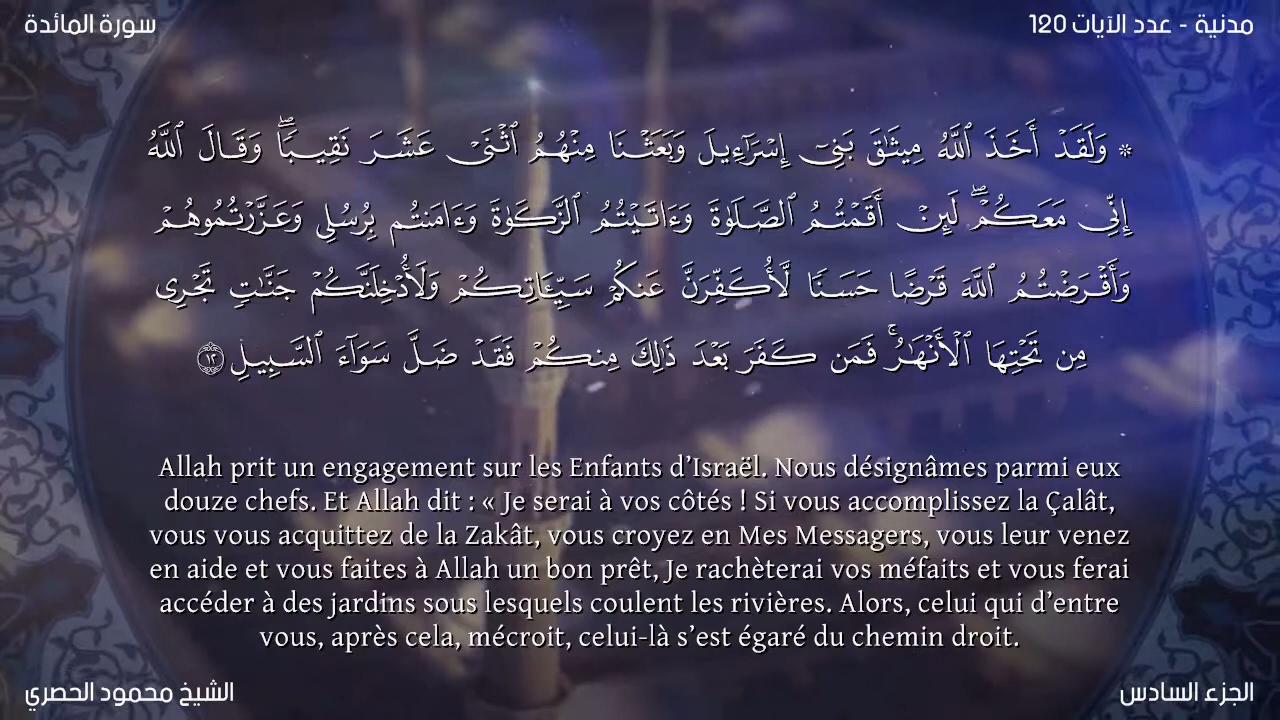 سورة المائدة
مدنية - عدد الآيات 120
۞ وَلَقَدْ أَخَذَ ٱللَّهُ مِيثَٰقَ بَنِىٓ إِسْرَٰٓءِيلَ وَبَعَثْنَا مِنْهُمُ ٱثْنَىْ عَشَرَ نَقِيبًۭا ۖ وَقَالَ ٱللَّهُ
إِنِّى مَعَكُمْ ۖ لَئِنْ أَقَمْتُمُ ٱلصَّلَوٰةَ وَءَاتَيْتُمُ ٱلزَّكَوٰةَ وَءَامَنتُم بِرُسُلِى وَعَزَّرْتُمُوهُمْ
وَأَقْرَضْتُمُ ٱللَّهَ قَرْضًا حَسَنًۭا لَّأُكَفِّرَنَّ عَنكُمْ سَيِّـَٔاتِكُمْ وَلَأُدْخِلَنَّكُمْ جَنَّٰتٍۢ تَجْرِى
مِن تَحْتِهَا ٱلْأَنْهَٰرُ ۚ فَمَن كَفَرَ بَعْدَ ذَٰلِكَ مِنكُمْ فَقَدْ ضَلَّ سَوَآءَ ٱلسَّبِيلِ ١٢
Allah prit un engagement sur les Enfants d’Israël. Nous désignâmes parmi eux
douze chefs. Et Allah dit : « Je serai à vos côtés ! Si vous accomplissez la Çalât,
vous vous acquittez de la Zakât, vous croyez en Mes Messagers, vous leur venez
en aide et vous faites à Allah un bon prêt, Je rachèterai vos méfaits et vous ferai
accéder à des jardins sous lesquels coulent les rivières. Alors, celui qui d’entre
vous, après cela, mécroit, celui-là s’est égaré du chemin droit.
الشيخ محمود الحصري
الجزء السادس